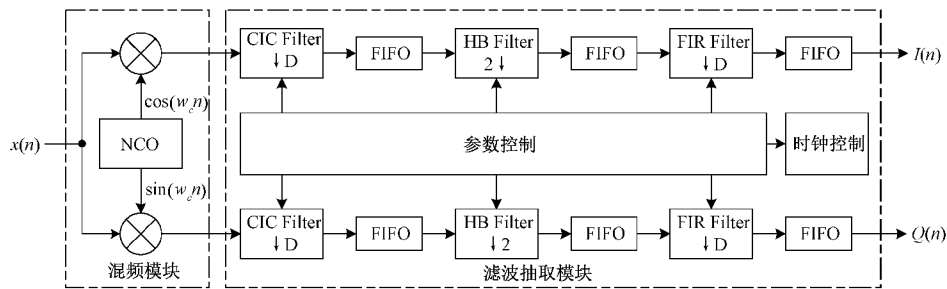 CIC Filter
↓D
FIFO
HB Filter
2↓
FIFO
FIR Filter
↓D
FIFO
I(n)
cos(w_c n)
x(n)
NCO
参数控制
时钟控制
sin(w_c n)
CIC Filter
↓D
FIFO
HB Filter
↓2
FIFO
FIR Filter
↓D
FIFO
Q(n)
混频模块
滤波抽取模块